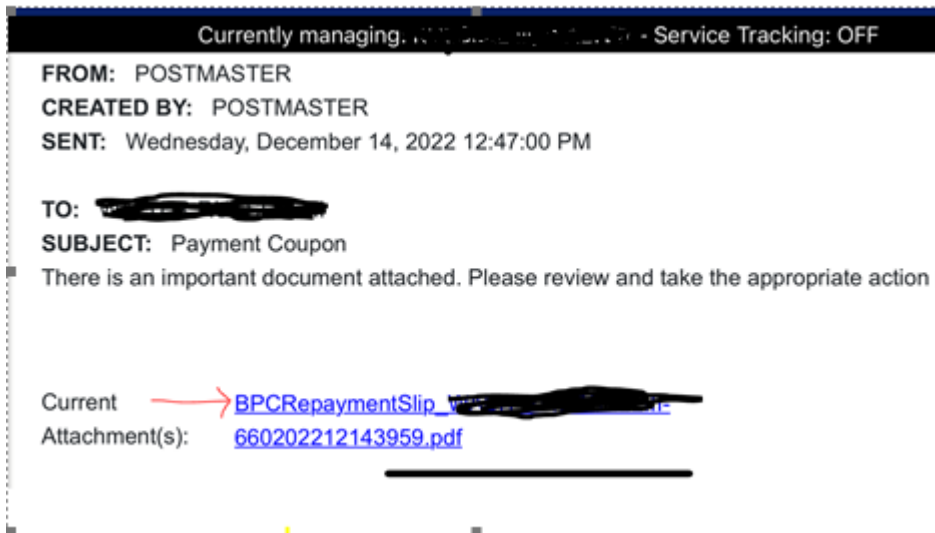 Currently managing. - Service Tracking: OFF
FROM: POSTMASTER
CREATED BY: POSTMASTER
SENT: Wednesday, December 14, 2022 12:47:00 PM
TO:
SUBJECT: Payment Coupon
There is an important document attached. Please review and take the appropriate action
Current BPCRepaymentSlip_
Attachment(s): 660202212143959.pdf